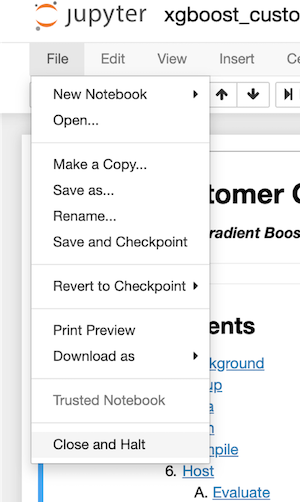 jupyter xgboost_custo
File Edit View Insert Ce
New Notebook
Open...
Make a Copy...
Save as...
Rename...
Save and Checkpoint
Revert to Checkpoint
Print Preview
Download as
Trusted Notebook
Close and Halt
tomer C
radient Boos
ents
kground
up
a
n
mpile
6. Host
A. Evaluate